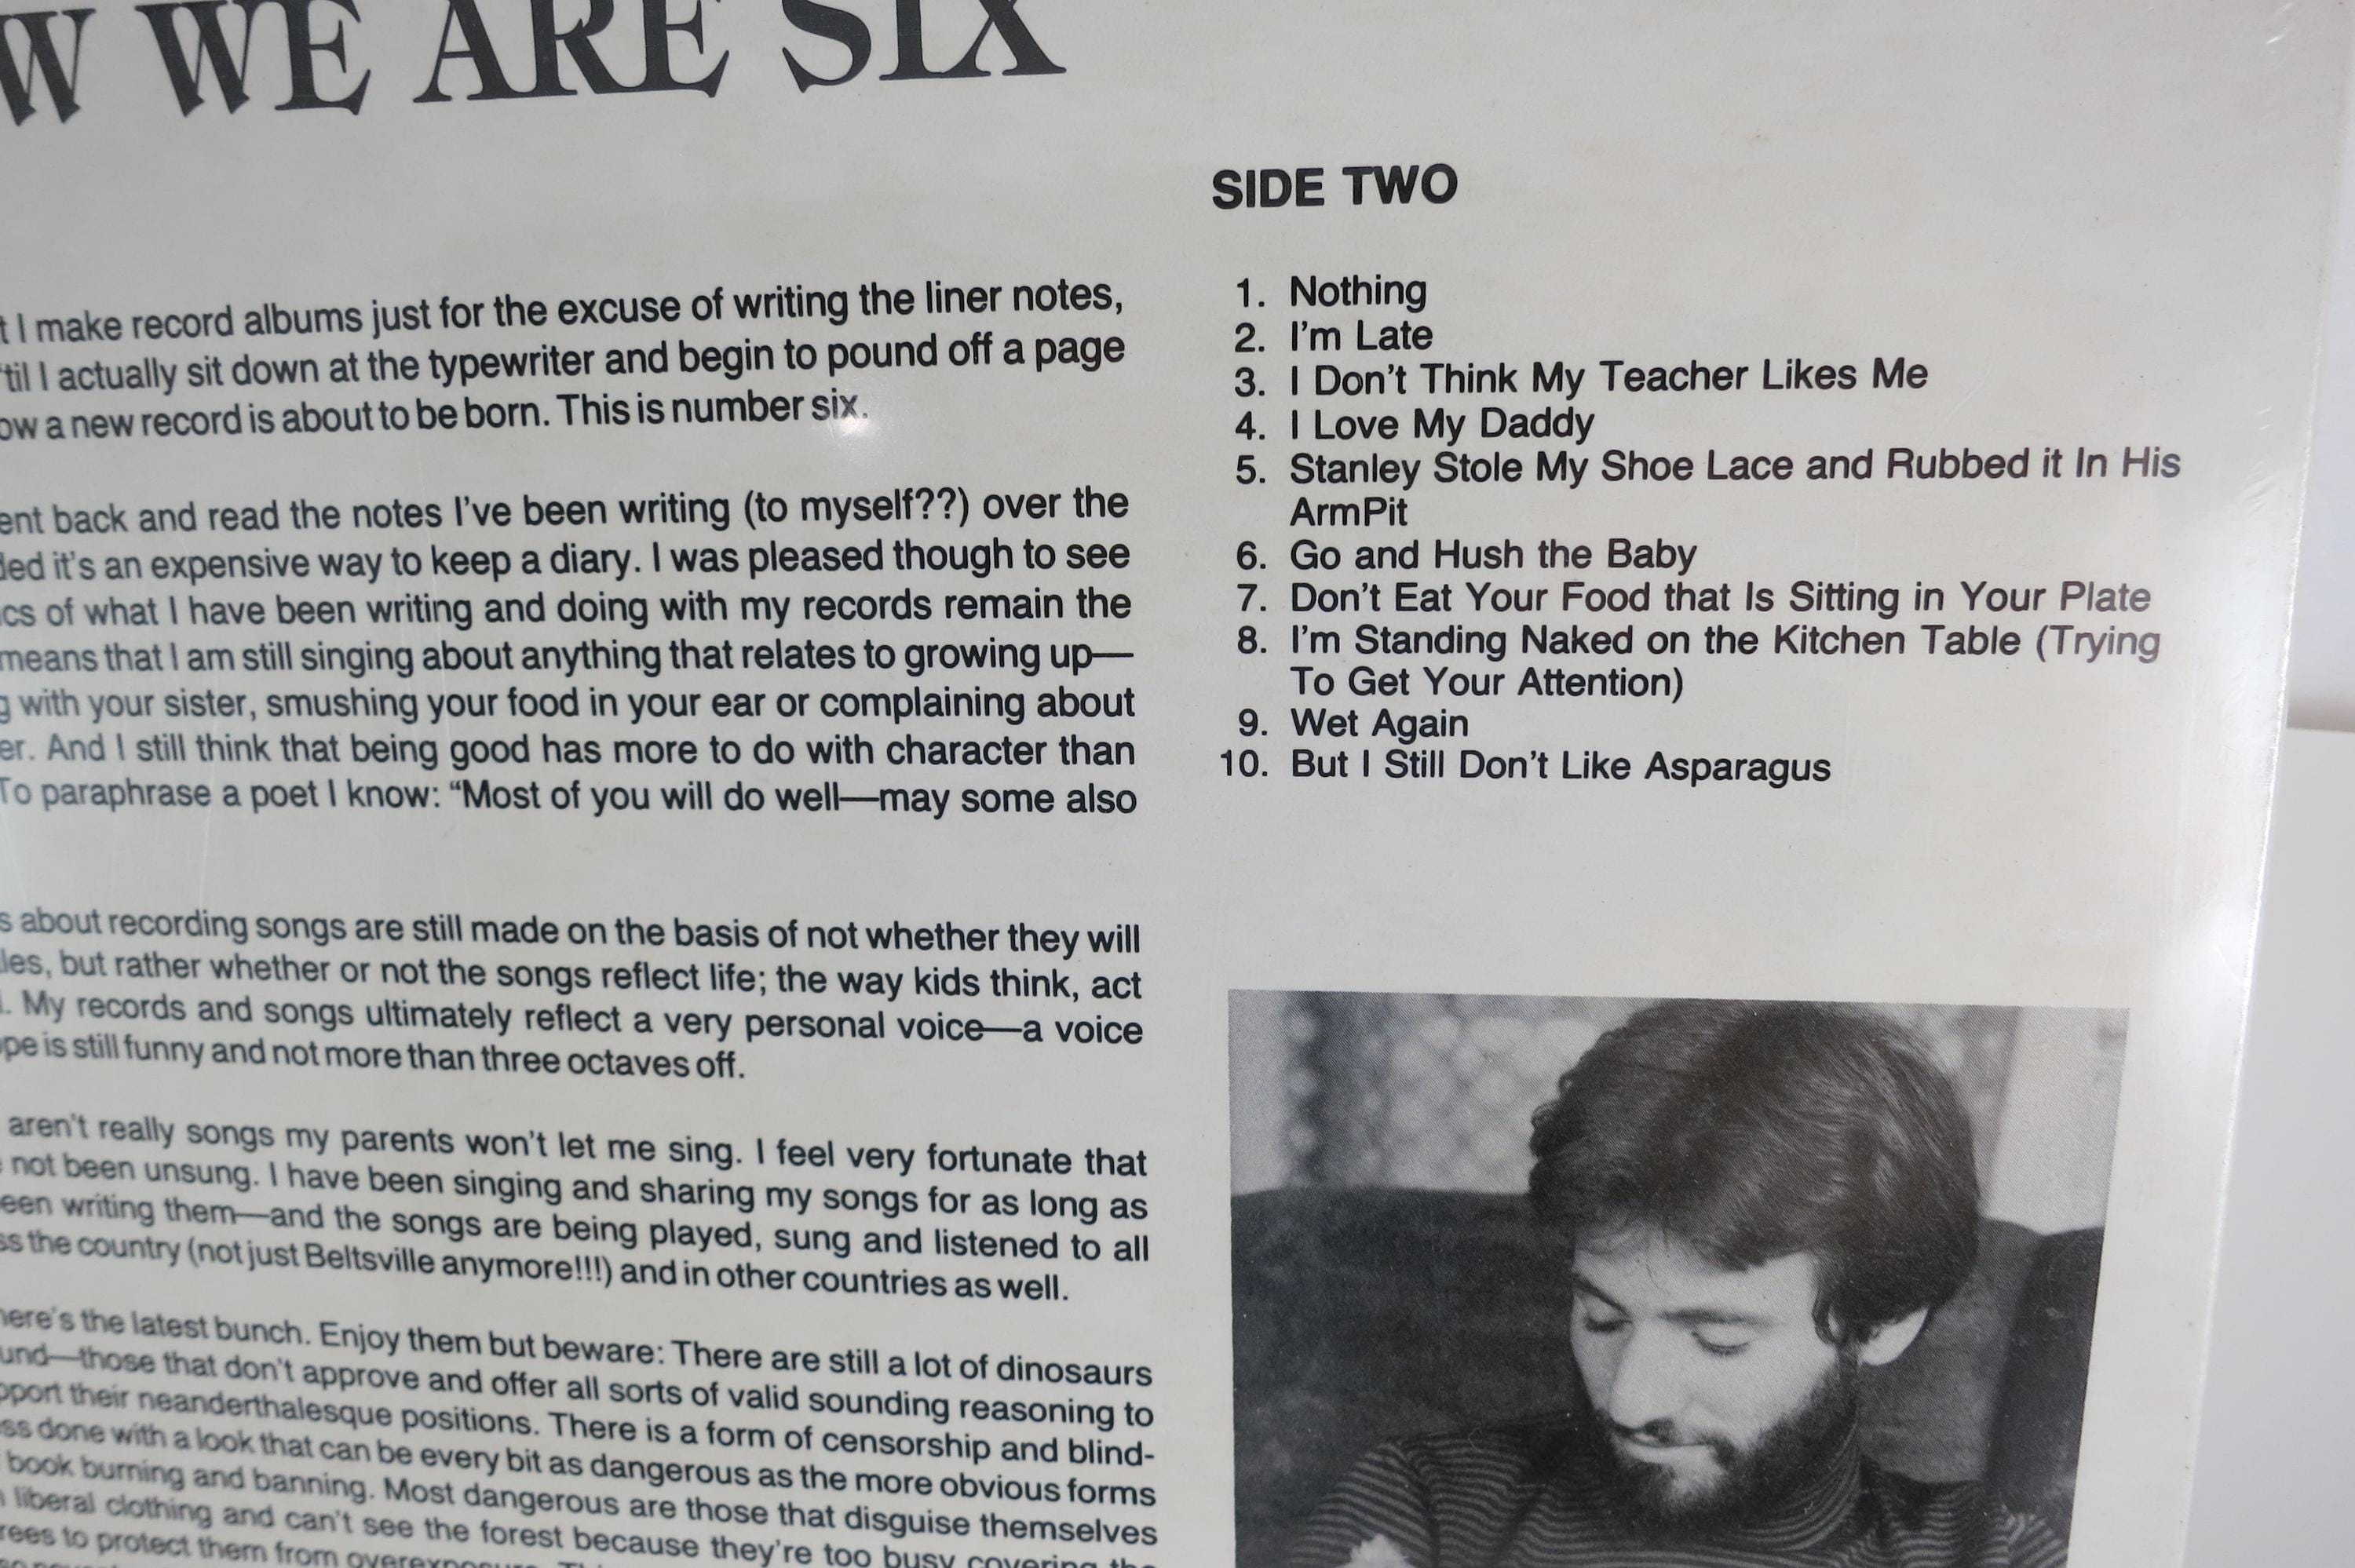 WE ARE SIX
I make record albums just for the excuse of writing the liner notes,
'til I actually sit down at the typewriter and begin to pound off a page
a new record is about to be born. This is number six.
back and read the notes I've been writing (to myself??) over the
it's an expensive way to keep a diary. I was pleased though to see
of what I have been writing and doing with my records remain the
means that I am still singing about anything that relates to growing up—
with your sister, smushing your food in your ear or complaining about
And I still think that being good has more to do with character than
To paraphrase a poet I know: “Most of you will do well—may some also
about recording songs are still made on the basis of not whether they will
but rather whether or not the songs reflect life; the way kids think, act
My records and songs ultimately reflect a very personal voice—a voice
is still funny and not more than three octaves off.
aren't really songs my parents won't let me sing. I feel very fortunate that
not been unsung. I have been singing and sharing my songs for as long as
writing them—and the songs are being played, sung and listened to all
the country (not just Beltsville anymore!!!) and in other countries as well.
the latest bunch. Enjoy them but beware: There are still a lot of dinosaurs
those that don't approve and offer all sorts of valid sounding reasoning to
their neanderthalesque positions. There is a form of censorship and blind-
done with a look that can be every bit as dangerous as the more obvious forms
book burning and banning. Most dangerous are those that disguise themselves
liberal clothing and can't see the forest because they're too busy covering the
to protect them from overexposure.
SIDE TWO
1. Nothing
2. I'm Late
3. I Don't Think My Teacher Likes Me
4. I Love My Daddy
5. Stanley Stole My Shoe Lace and Rubbed it In His
ArmPit
6. Go and Hush the Baby
7. Don't Eat Your Food that Is Sitting in Your Plate
8. I'm Standing Naked on the Kitchen Table (Trying
To Get Your Attention)
9. Wet Again
10. But I Still Don't Like Asparagus